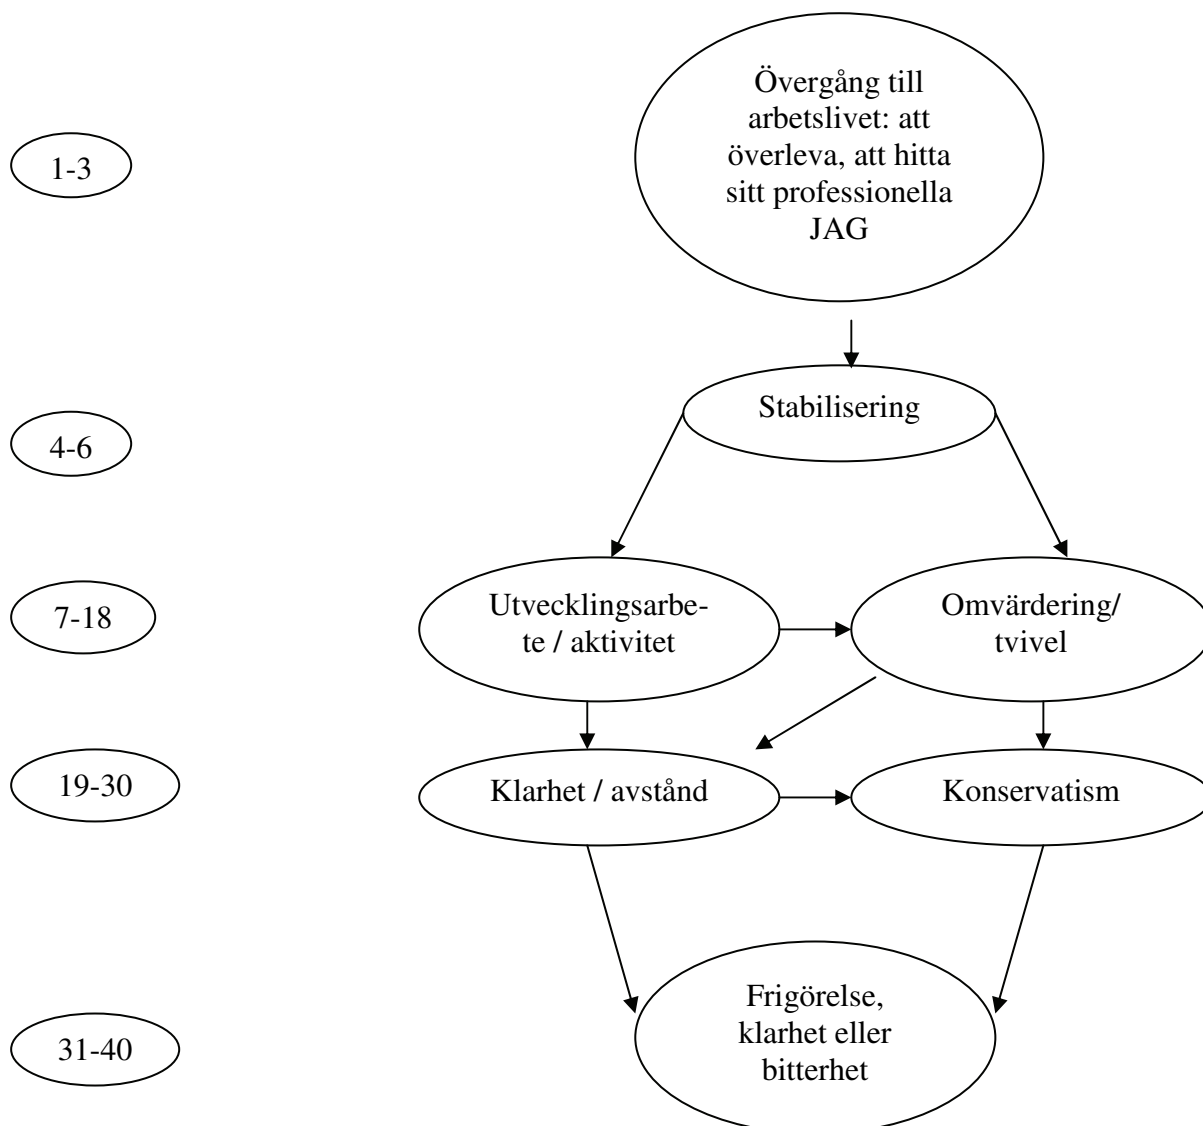 Övergång till
arbetslivet: att
överleva, att hitta
sitt professionella
JAG
1-3
Stabilisering
4-6
Utvecklingsarbe-
te / aktivitet
Omvärdering/
tvivel
7-18
Klarhet / avstånd
Konservatism
19-30
Frigörelse,
klarhet eller
bitterhet
31-40